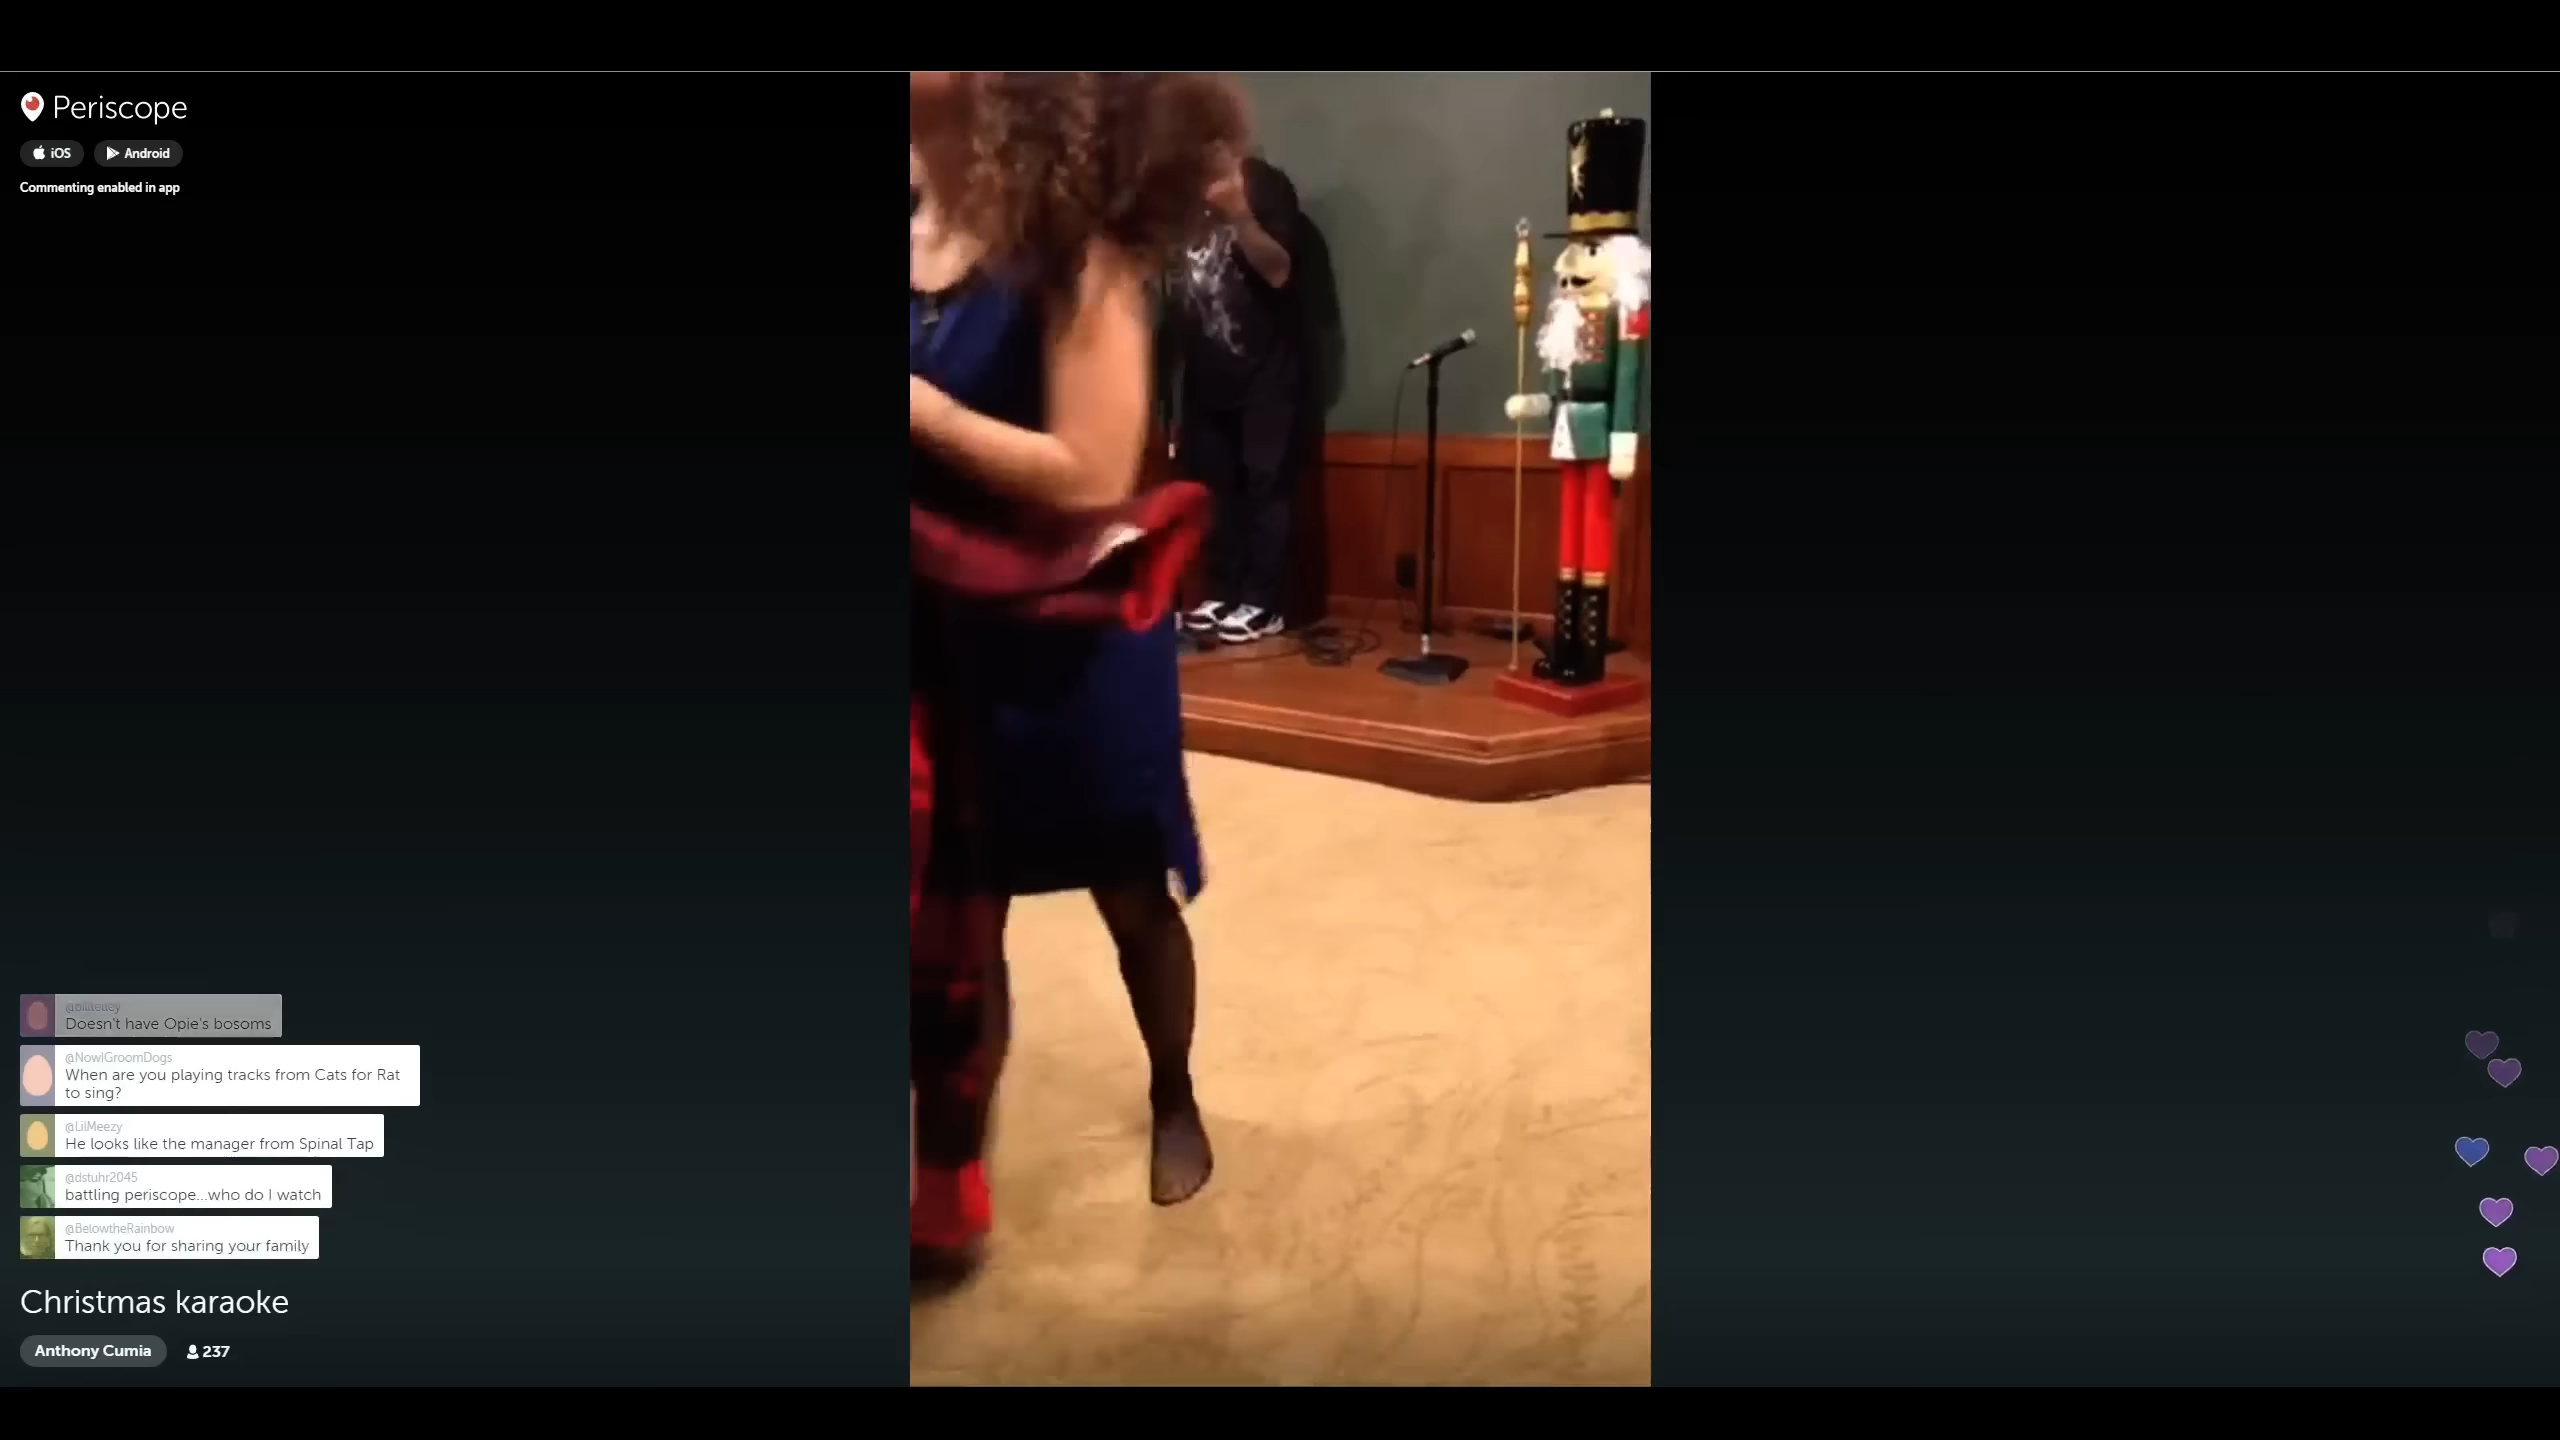 Periscope
iOS
Android
Commenting enabled in app
Doesn't have Opie's bosoms
@NowIGroomDogs
When are you playing tracks from Cats for Rat
to sing?
@LilMeezy
He looks like the manager from Spinal Tap
@dstuhr2045
battling periscope...who do I watch
@BelowtheRainbow
Thank you for sharing your family
Christmas karaoke
Anthony Cumia
237